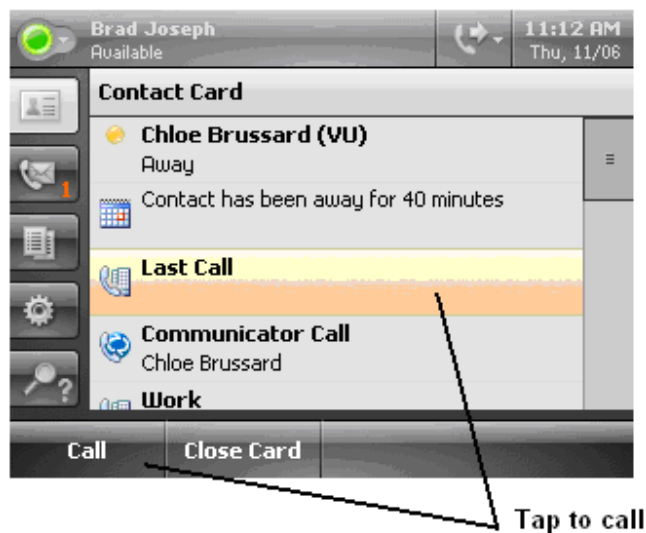 Brad Joseph
Available
11:12 AM
Thu, 11/06
Contact Card
Chloe Brussard (VU)
Away
Contact has been away for 40 minutes
1
Last Call
Communicator Call
Chloe Brussard
?
Work
Call Close Card
Tap to call